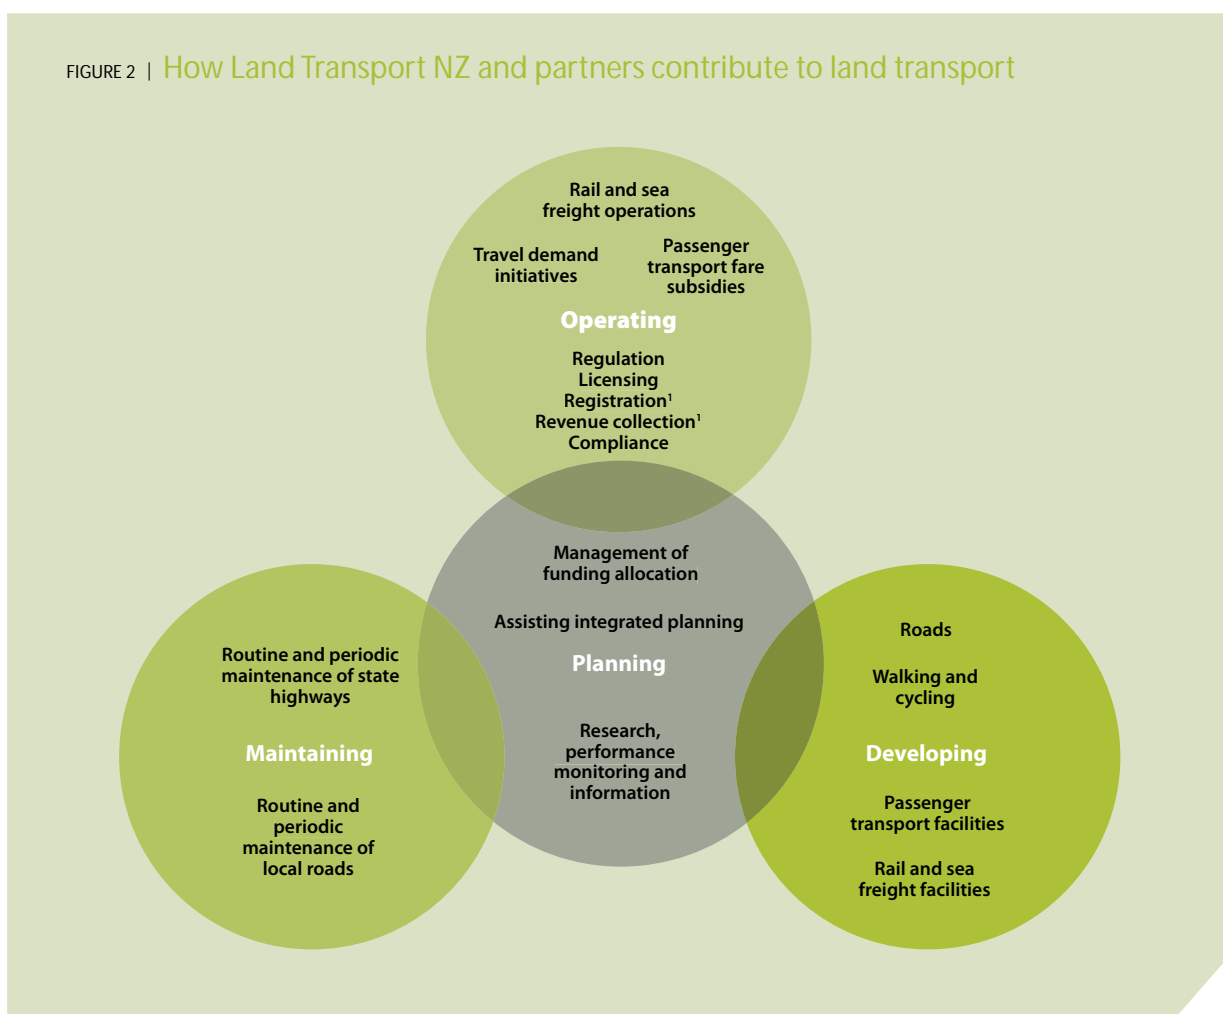 FIGURE 2 | How Land Transport NZ and partners contribute to land transport
Rail and sea
freight operations
Travel demand
initiatives
Passenger
transport fare
subsidies
Operating
Regulation
Licensing
Registration¹
Revenue collection¹
Compliance
Management of
funding allocation
Assisting integrated planning
Planning
Research,
performance
monitoring and
information
Routine and periodic
maintenance of state
highways
Maintaining
Routine and
periodic
maintenance of
local roads
Roads
Walking and
cycling
Developing
Passenger
transport facilities
Rail and sea
freight facilities